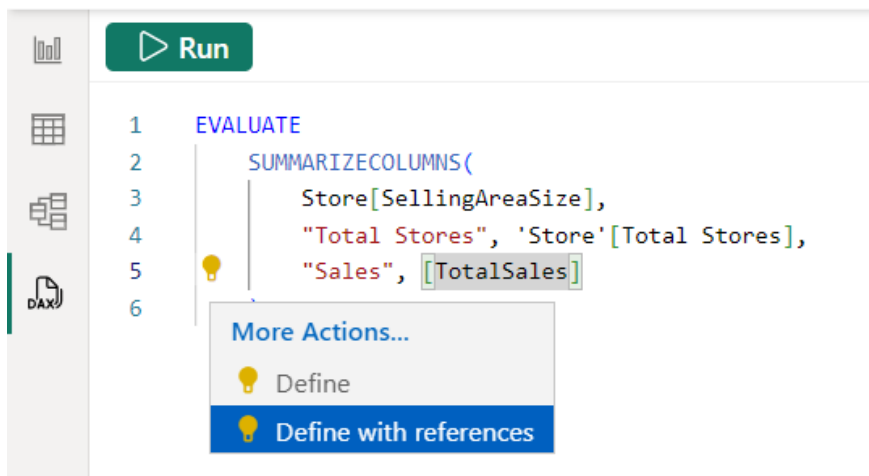 Run
1 EVALUATE
2 SUMMARIZECOLUMNS(
3 Store[SellingAreaSize],
4 "Total Stores", 'Store'[Total Stores],
5 "Sales", [TotalSales]
6 )
More Actions...
Define
Define with references
DAX